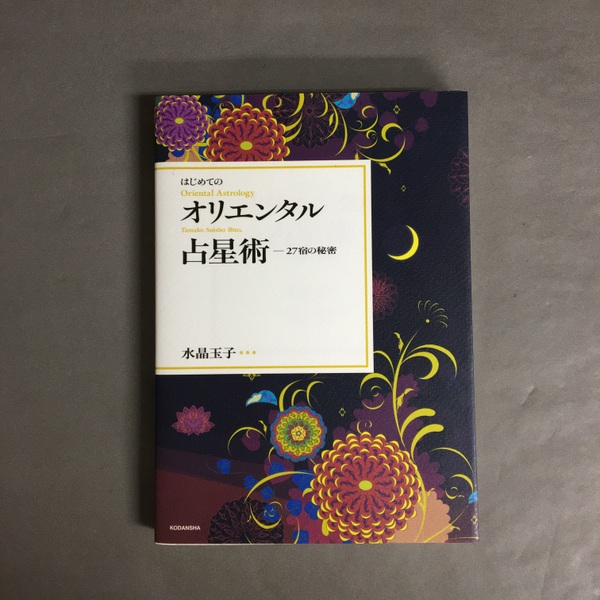 はじめての
Oriental Astrology
オリエンタル
占星術 — 27宿の秘密
水晶玉子
KODANSHA